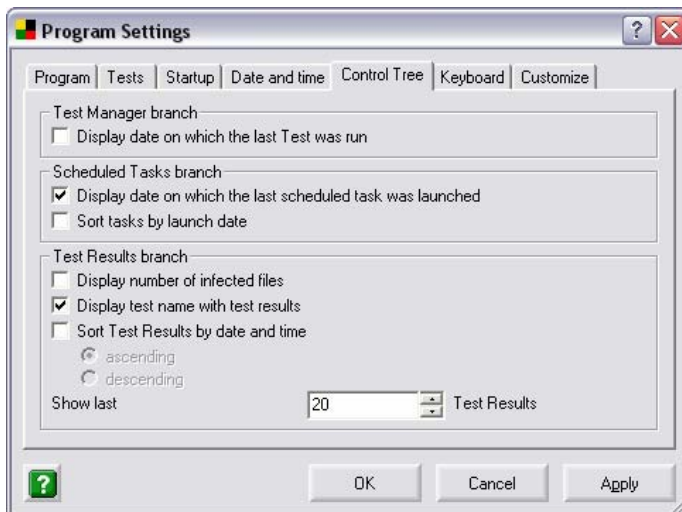 Program Settings
?
Program Tests Startup Date and time Control Tree Keyboard Customize
Test Manager branch
Display date on which the last Test was run
Scheduled Tasks branch
Display date on which the last scheduled task was launched
Sort tasks by launch date
Test Results branch
Display number of infected files
Display test name with test results
Sort Test Results by date and time
ascending
descending
Show last 20 Test Results
? OK Cancel Apply